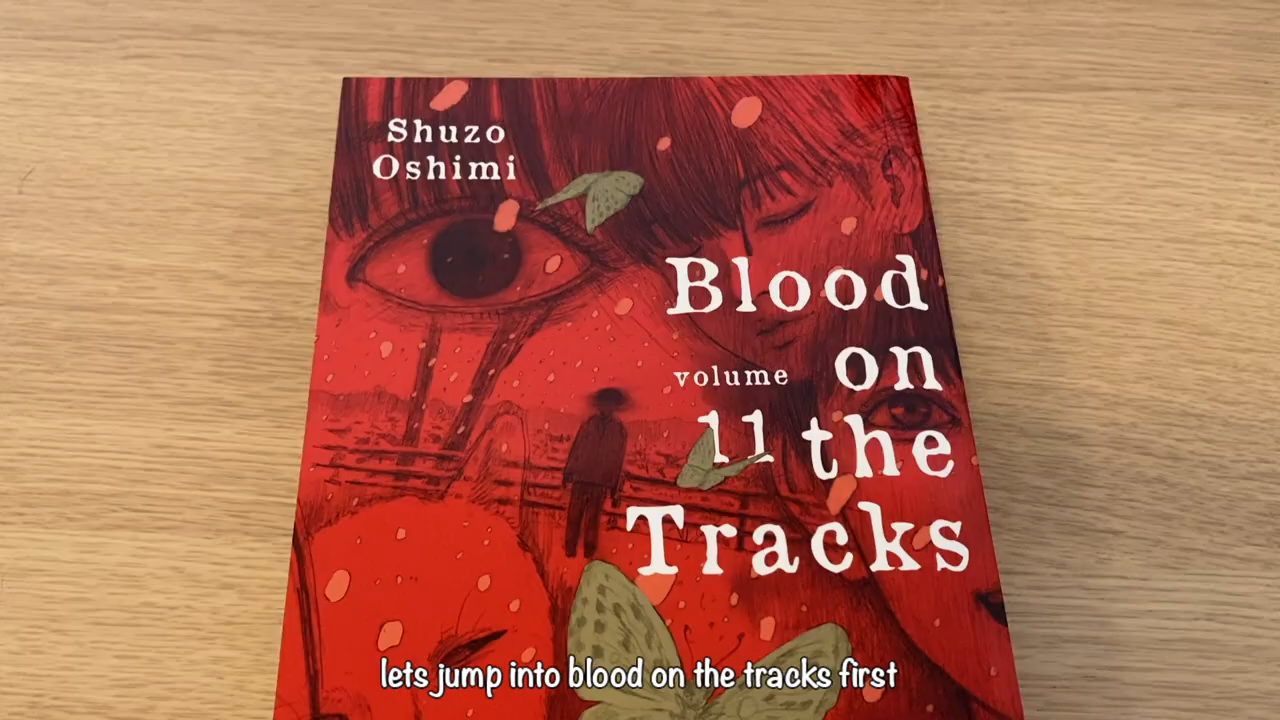 Shuzo
Oshimi
Blood
on
the
Tracks
volume
11
lets jump into blood on the tracks first